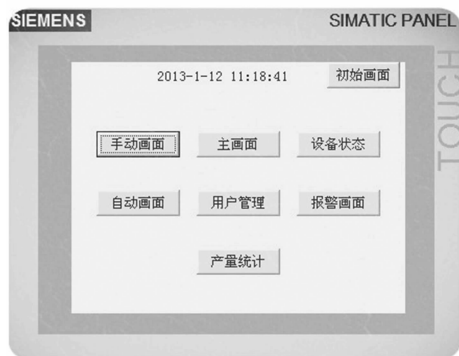 SIEMENS SIMATIC PANEL
TOUCH
2013-1-12 11:18:41 初始画面
手动画面 主画面 设备状态
自动画面 用户管理 报警画面
产量统计